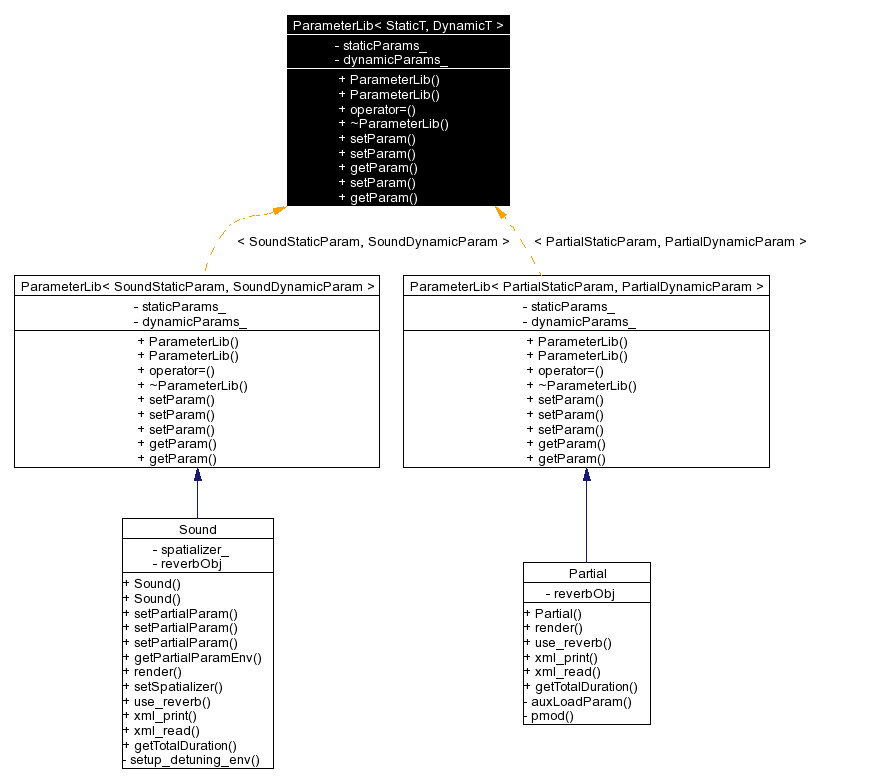 ParameterLib< StaticT, DynamicT >
- staticParams_
- dynamicParams_
+ ParameterLib()
+ ParameterLib()
+ operator=()
+ ~ParameterLib()
+ setParam()
+ setParam()
+ getParam()
+ setParam()
+ getParam()
< SoundStaticParam, SoundDynamicParam >
< PartialStaticParam, PartialDynamicParam >
ParameterLib< SoundStaticParam, SoundDynamicParam >
- staticParams_
- dynamicParams_
+ ParameterLib()
+ ParameterLib()
+ operator=()
+ ~ParameterLib()
+ setParam()
+ setParam()
+ setParam()
+ getParam()
+ getParam()
ParameterLib< PartialStaticParam, PartialDynamicParam >
- staticParams_
- dynamicParams_
+ ParameterLib()
+ ParameterLib()
+ operator=()
+ ~ParameterLib()
+ setParam()
+ setParam()
+ setParam()
+ getParam()
+ getParam()
Sound
- spatializer_
- reverbObj
+ Sound()
+ Sound()
+ setPartialParam()
+ setPartialParam()
+ setPartialParam()
+ getPartialParamEnv()
+ render()
+ setSpatializer()
+ use_reverb()
+ xml_print()
+ xml_read()
+ getTotalDuration()
- setup_detuning_env()
Partial
- reverbObj
+ Partial()
+ render()
+ use_reverb()
+ xml_print()
+ xml_read()
+ getTotalDuration()
- auxLoadParam()
- pmod()